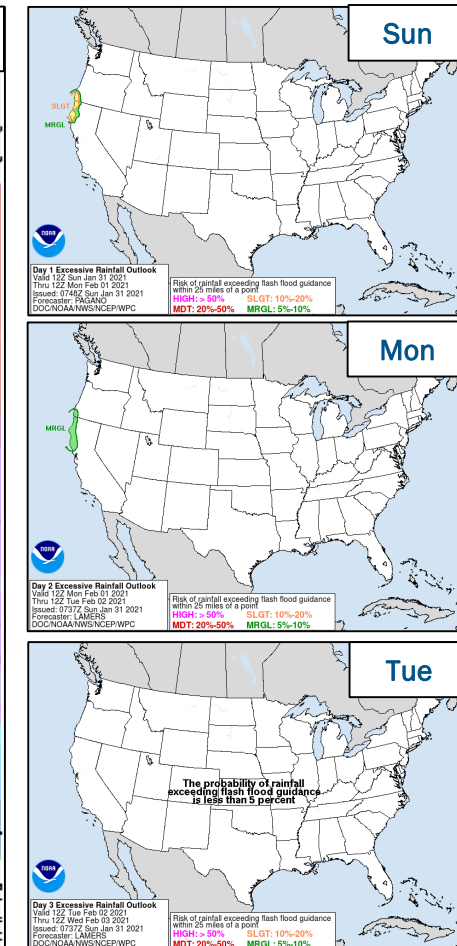 Sun
SLGT
MRGL
NOAA
Day 1 Excessive Rainfall Outlook
Valid 12Z Sun Jan 31 2021
Thru 12Z Mon Feb 01 2021
Issued: 0748Z Sun Jan 31 2021
Forecaster: PAGANO
DOC/NOAA/NWS/NCEP/WPC
Risk of rainfall exceeding flash flood guidance
within 25 miles of a point
HIGH: > 50% SLGT: 10%-20%
MDT: 20%-50% MRGL: 5%-10%
Mon
MRGL
NOAA
Day 2 Excessive Rainfall Outlook
Valid 12Z Mon Feb 01 2021
Thru 12Z Tue Feb 02 2021
Issued: 0737Z Sun Jan 31 2021
Forecaster: LAMERS
DOC/NOAA/NWS/NCEP/WPC
Risk of rainfall exceeding flash flood guidance
within 25 miles of a point
HIGH: > 50% SLGT: 10%-20%
MDT: 20%-50% MRGL: 5%-10%
Tue
The probability of rainfall
exceeding flash flood guidance
is less than 5 percent
NOAA
Day 3 Excessive Rainfall Outlook
Valid 12Z Tue Feb 02 2021
Thru 12Z Wed Feb 03 2021
Issued: 0737Z Sun Jan 31 2021
Forecaster: LAMERS
DOC/NOAA/NWS/NCEP/WPC
Risk of rainfall exceeding flash flood guidance
within 25 miles of a point
HIGH: > 50% SLGT: 10%-20%
MDT: 20%-50% MRGL: 5%-10%